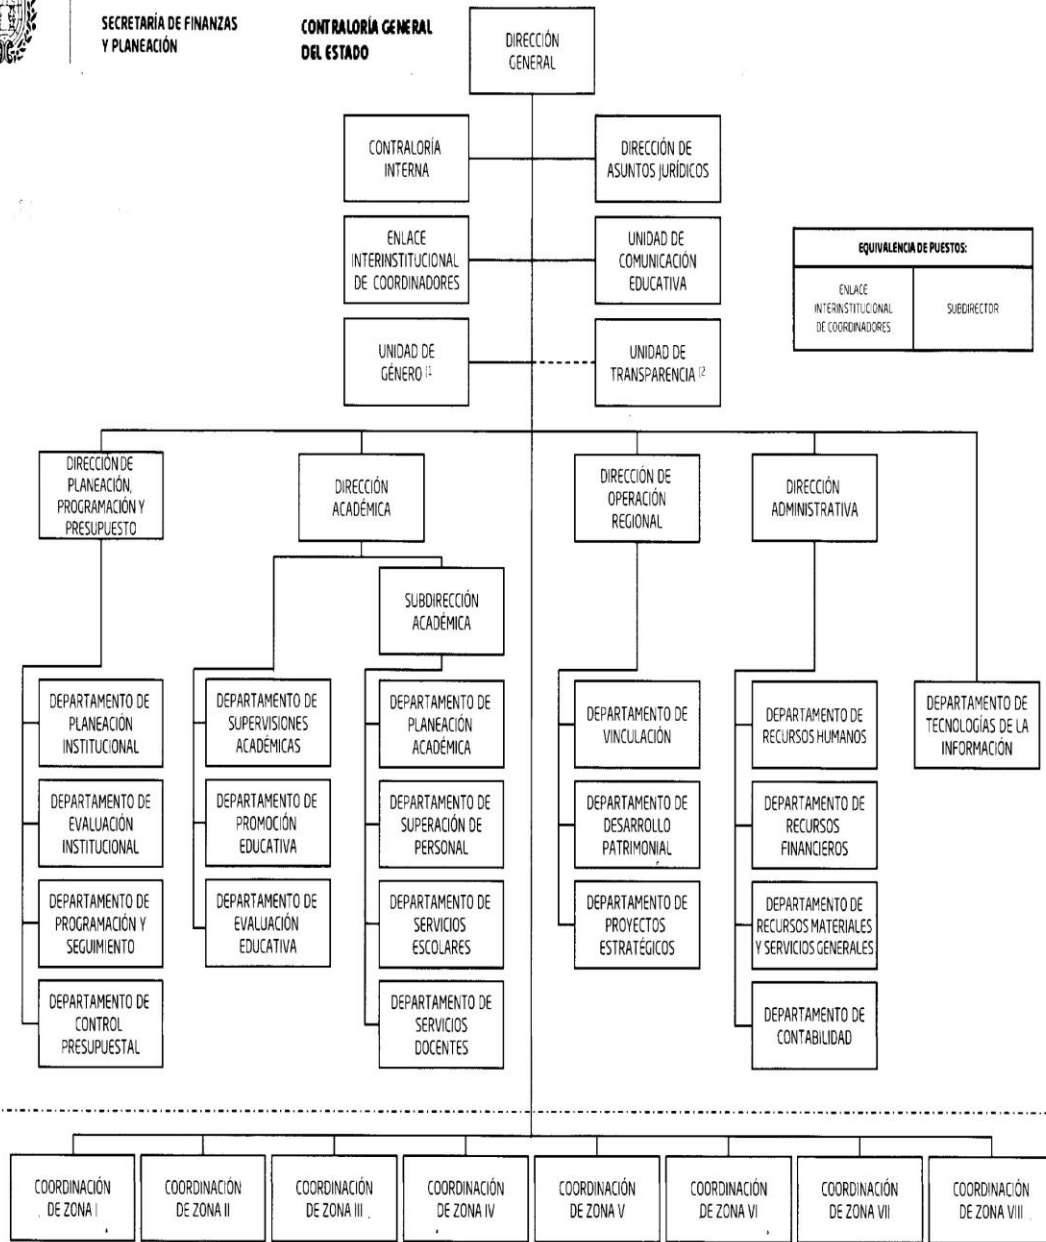 SECRETARÍA DE FINANZAS
Y PLANEACIÓN
CONTRALORÍA GENERAL
DEL ESTADO
DIRECCIÓN
GENERAL
CONTRALORÍA
INTERNA
DIRECCIÓN DE
ASUNTOS JURÍDICOS
ENLACE
INTERINSTITUCIONAL
DE COORDINADORES
UNIDAD DE
COMUNICACIÓN
EDUCATIVA
EQUIVALENCIA DE PUESTOS:
ENLACE
INTERINSTITUCIONAL
DE COORDINADORES
SUBDIRECTOR
UNIDAD DE
GÉNERO (1
UNIDAD DE
TRANSPARENCIA (2
DIRECCIÓN DE
PLANEACIÓN,
PROGRAMACIÓN Y
PRESUPUESTO
DIRECCIÓN
ACADÉMICA
DIRECCIÓN DE
OPERACIÓN
REGIONAL
DIRECCIÓN
ADMINISTRATIVA
SUBDIRECCIÓN
ACADÉMICA
DEPARTAMENTO DE
PLANEACIÓN
INSTITUCIONAL
DEPARTAMENTO DE
SUPERVISIONES
ACADÉMICAS
DEPARTAMENTO DE
PLANEACIÓN
ACADÉMICA
DEPARTAMENTO DE
VINCULACIÓN
DEPARTAMENTO DE
RECURSOS HUMANOS
DEPARTAMENTO DE
TECNOLOGÍAS DE LA
INFORMACIÓN
DEPARTAMENTO DE
EVALUACIÓN
INSTITUCIONAL
DEPARTAMENTO DE
PROMOCIÓN
EDUCATIVA
DEPARTAMENTO DE
SUPERACIÓN DE
PERSONAL
DEPARTAMENTO DE
DESARROLLO
PATRIMONIAL
DEPARTAMENTO DE
RECURSOS
FINANCIEROS
DEPARTAMENTO DE
PROGRAMACIÓN Y
SEGUIMIENTO
DEPARTAMENTO DE
EVALUACIÓN
EDUCATIVA
DEPARTAMENTO DE
SERVICIOS
ESCOLARES
DEPARTAMENTO DE
PROYECTOS
ESTRATÉGICOS
DEPARTAMENTO DE
RECURSOS MATERIALES
Y SERVICIOS GENERALES
DEPARTAMENTO DE
CONTROL
PRESUPUESTAL
DEPARTAMENTO DE
SERVICIOS
DOCENTES
DEPARTAMENTO DE
CONTABILIDAD
COORDINACIÓN
DE ZONA I
COORDINACIÓN
DE ZONA II
COORDINACIÓN
DE ZONA III
COORDINACIÓN
DE ZONA IV
COORDINACIÓN
DE ZONA V
COORDINACIÓN
DE ZONA VI
COORDINACIÓN
DE ZONA VII
COORDINACIÓN
DE ZONA VIII